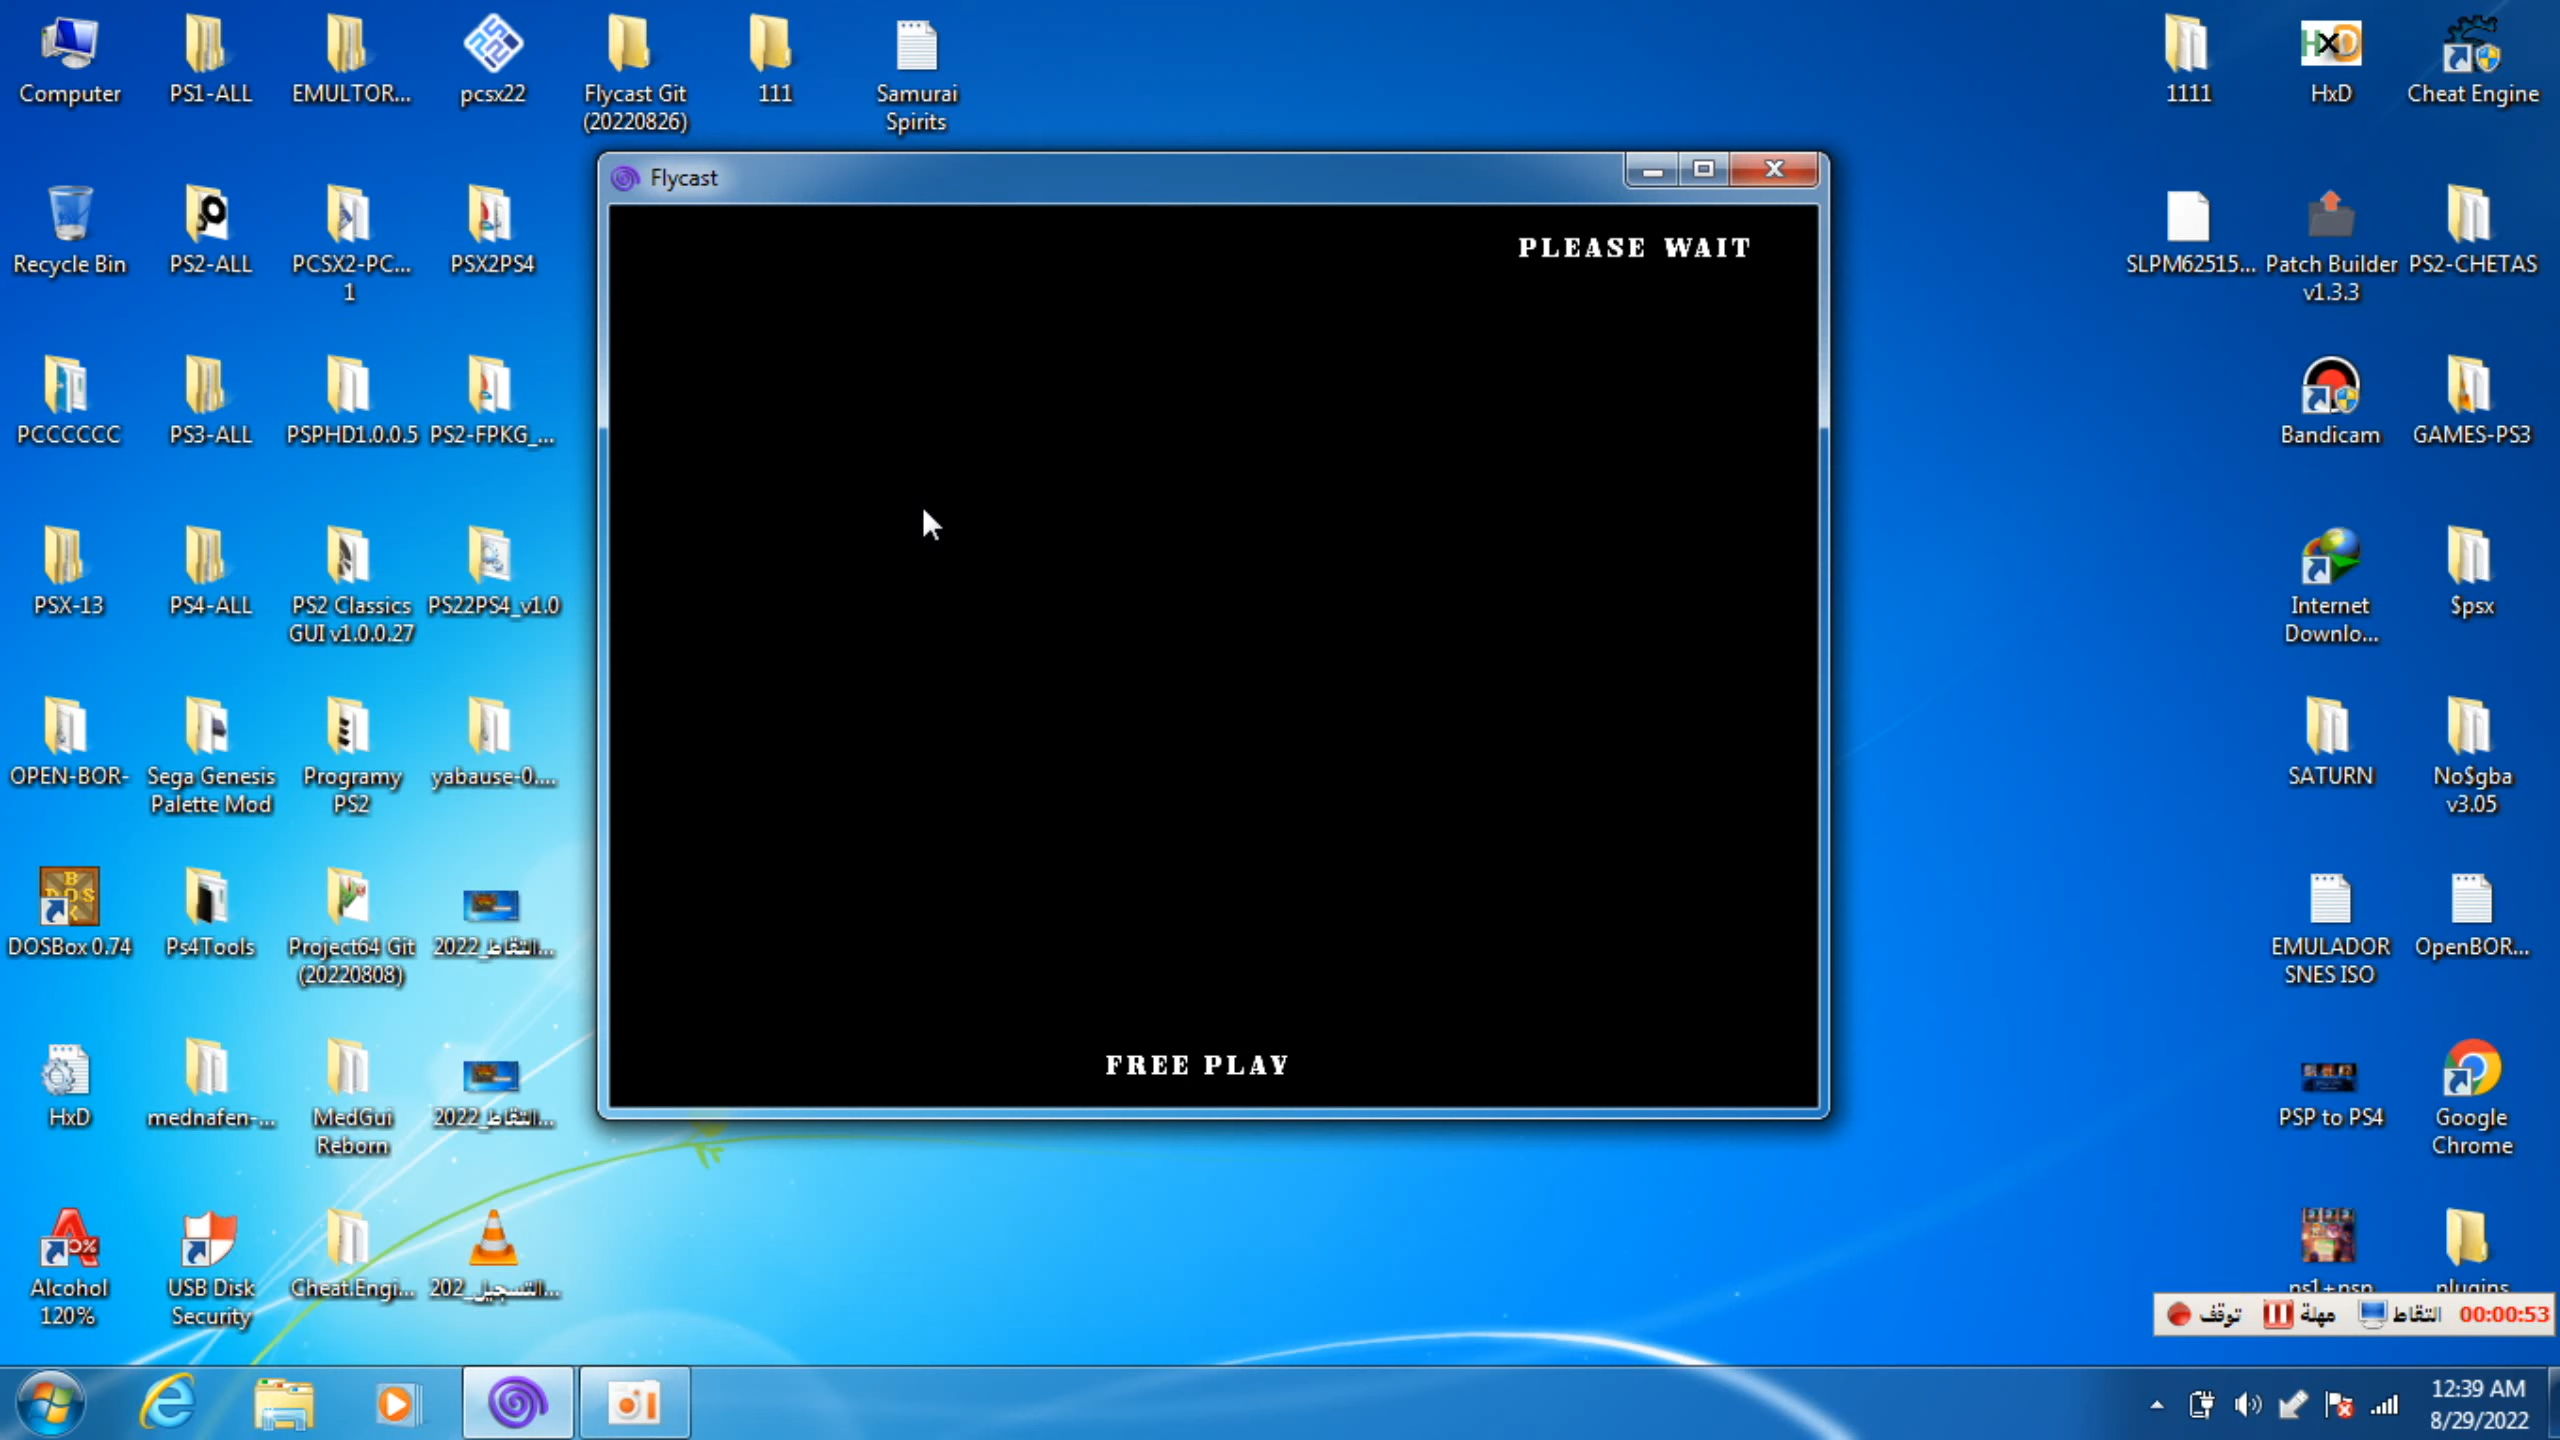 Computer
PS1-ALL
EMULTOR...
pcsx22
Flycast Git
(20220826)
111
Samurai
Spirits
1111
HxD
Cheat Engine
Recycle Bin
PS2-ALL
PCSX2-PC...
1
PSX2PS4
SLPM62515...
Patch Builder
v1.3.3
PS2-CHETAS
Flycast
PLEASE WAIT
FREE PLAY
PCCCCCC
PS3-ALL
PSPHD1.0.0.5
PS2-FPKG_...
Bandicam
GAMES-PS3
PSX-13
PS4-ALL
PS2 Classics
GUI v1.0.0.27
PS22PS4_v1.0
Internet
Downlo...
$psx
OPEN-BOR-
Sega Genesis
Palette Mod
Programy
PS2
yabause-0....
SATURN
No$gba
v3.05
DOSBox 0.74
Ps4Tools
Project64 Git
(20220808)
التقاط_2022...
EMULADOR
SNES ISO
OpenBOR...
HxD
mednafen-...
MedGui
Reborn
التقاط_2022...
PSP to PS4
Google
Chrome
Alcohol
120%
USB Disk
Security
Cheat.Engi...
التسجيل_202...
ps1+psp
plugins
توقف
مهلة
التقاط
00:00:53
12:39 AM
8/29/2022